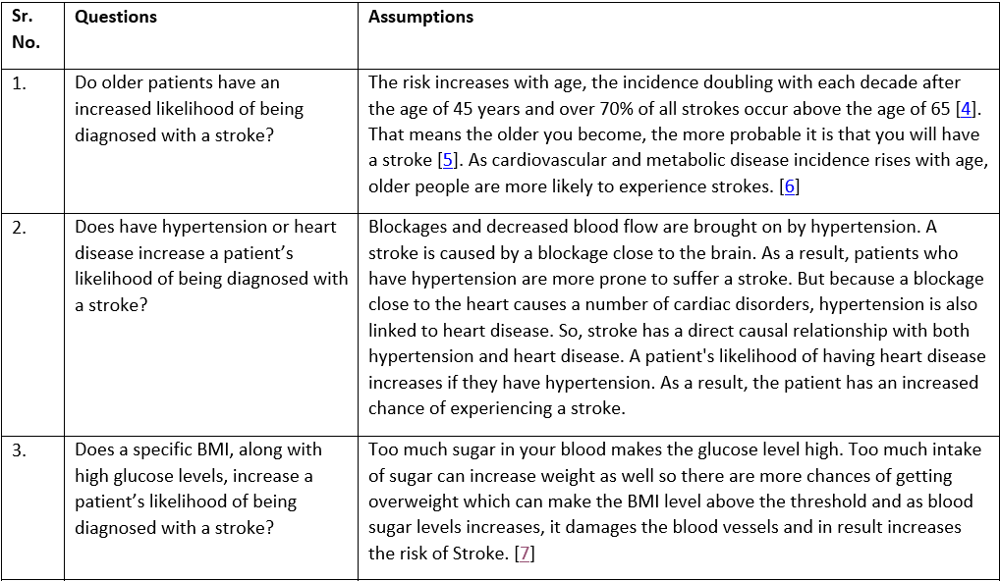 Sr. No.
Questions
Assumptions
1.
Do older patients have an
increased likelihood of being
diagnosed with a stroke?
The risk increases with age, the incidence doubling with each decade after
the age of 45 years and over 70% of all strokes occur above the age of 65 [4].
That means the older you become, the more probable it is that you will have
a stroke [5]. As cardiovascular and metabolic disease incidence rises with age,
older people are more likely to experience strokes. [6]
2.
Does have hypertension or heart
disease increase a patient’s
likelihood of being diagnosed with
a stroke?
Blockages and decreased blood flow are brought on by hypertension. A
stroke is caused by a blockage close to the brain. As a result, patients who
have hypertension are more prone to suffer a stroke. But because a blockage
close to the heart causes a number of cardiac disorders, hypertension is also
linked to heart disease. So, stroke has a direct causal relationship with both
hypertension and heart disease. A patient's likelihood of having heart disease
increases if they have hypertension. As a result, the patient has an increased
chance of experiencing a stroke.
3.
Does a specific BMI, along with
high glucose levels, increase a
patient’s likelihood of being
diagnosed with a stroke?
Too much sugar in your blood makes the glucose level high. Too much intake
of sugar can increase weight as well so there are more chances of getting
overweight which can make the BMI level above the threshold and as blood
sugar levels increases, it damages the blood vessels and in result increases
the risk of Stroke. [7]